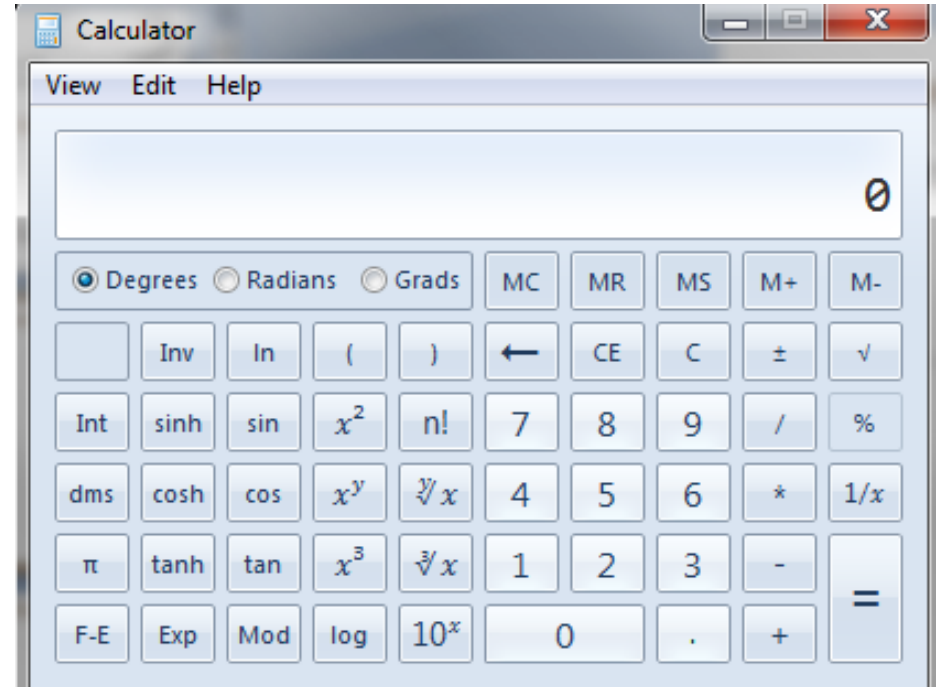 Calculator
View Edit Help
0
Degrees Radians Grads MC MR MS M+ M-
Inv ln ( ) ← CE C ± √
Int sinh sin x² n! 7 8 9 / %
dms cosh cos xʸ ʸ√x 4 5 6 * 1/x
π tanh tan x³ ³√x 1 2 3 - =
F-E Exp Mod log 10ˣ 0 . +